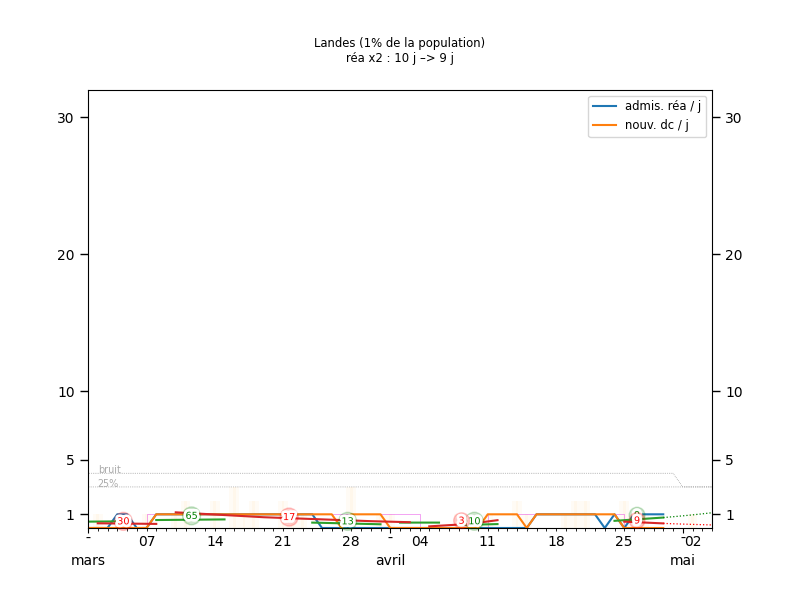 Landes (1% de la population)
réa x2 : 10 j –> 9 j
admis. réa / j
nouv. dc / j
30 30
20 20
10 10
5 5
bruit
25%
1 1
30 65 17 13 3 10 9 9
- 07 14 21 28 - 04 11 18 25 -02
mars avril mai